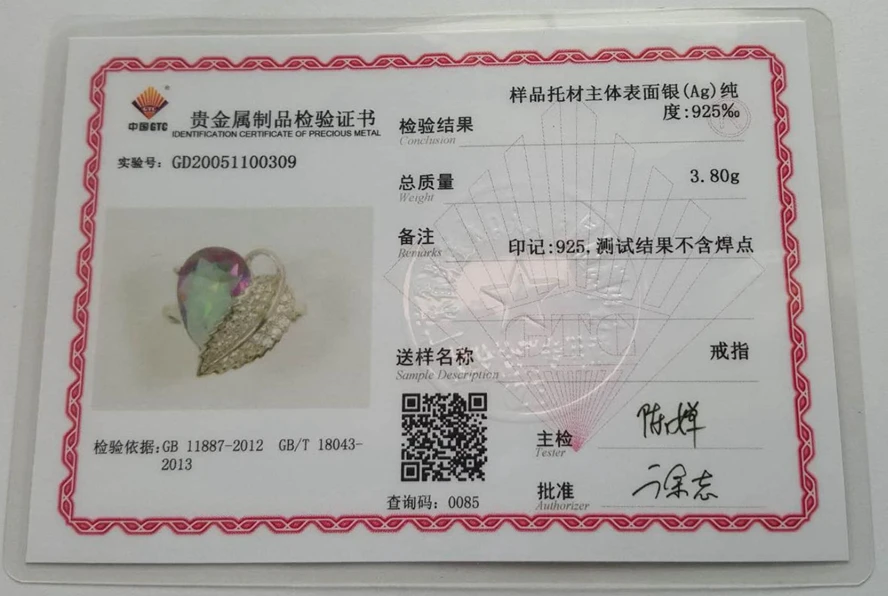 中国GTC
贵金属制品检验证书
IDENTIFICATION CERTIFICATE OF PRECIOUS METAL
实验号：GD20051100309
检验依据:GB 11887-2012 GB/T 18043-
2013
检验结果
Conclusion
样品托材主体表面银(Ag)纯
度:925‰
总质量
Weight
3.80g
备注
Remarks
印记:925,测试结果不含焊点
送样名称
Sample Description
戒指
查询码：0085
主检
Tester
批准
Authorizer